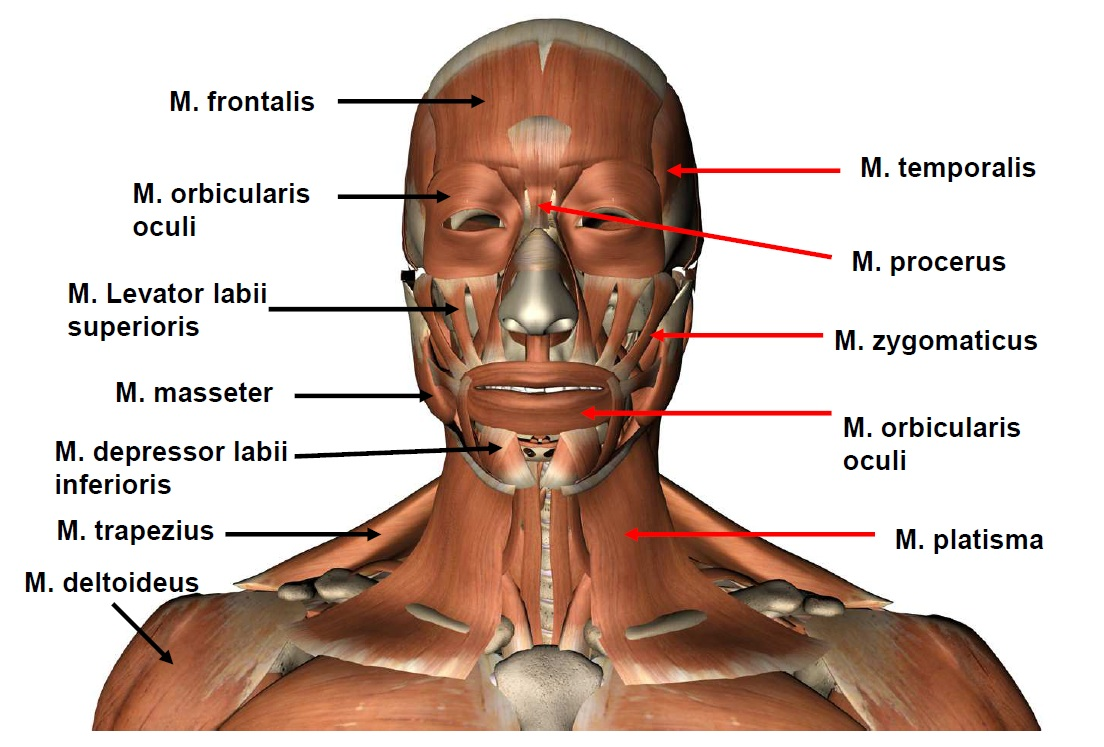 M. frontalis
M. orbicularis
oculi
M. Levator labii
superioris
M. masseter
M. depressor labii
inferioris
M. trapezius
M. deltoideus
M. temporalis
M. procerus
M. zygomaticus
M. orbicularis
oculi
M. platisma